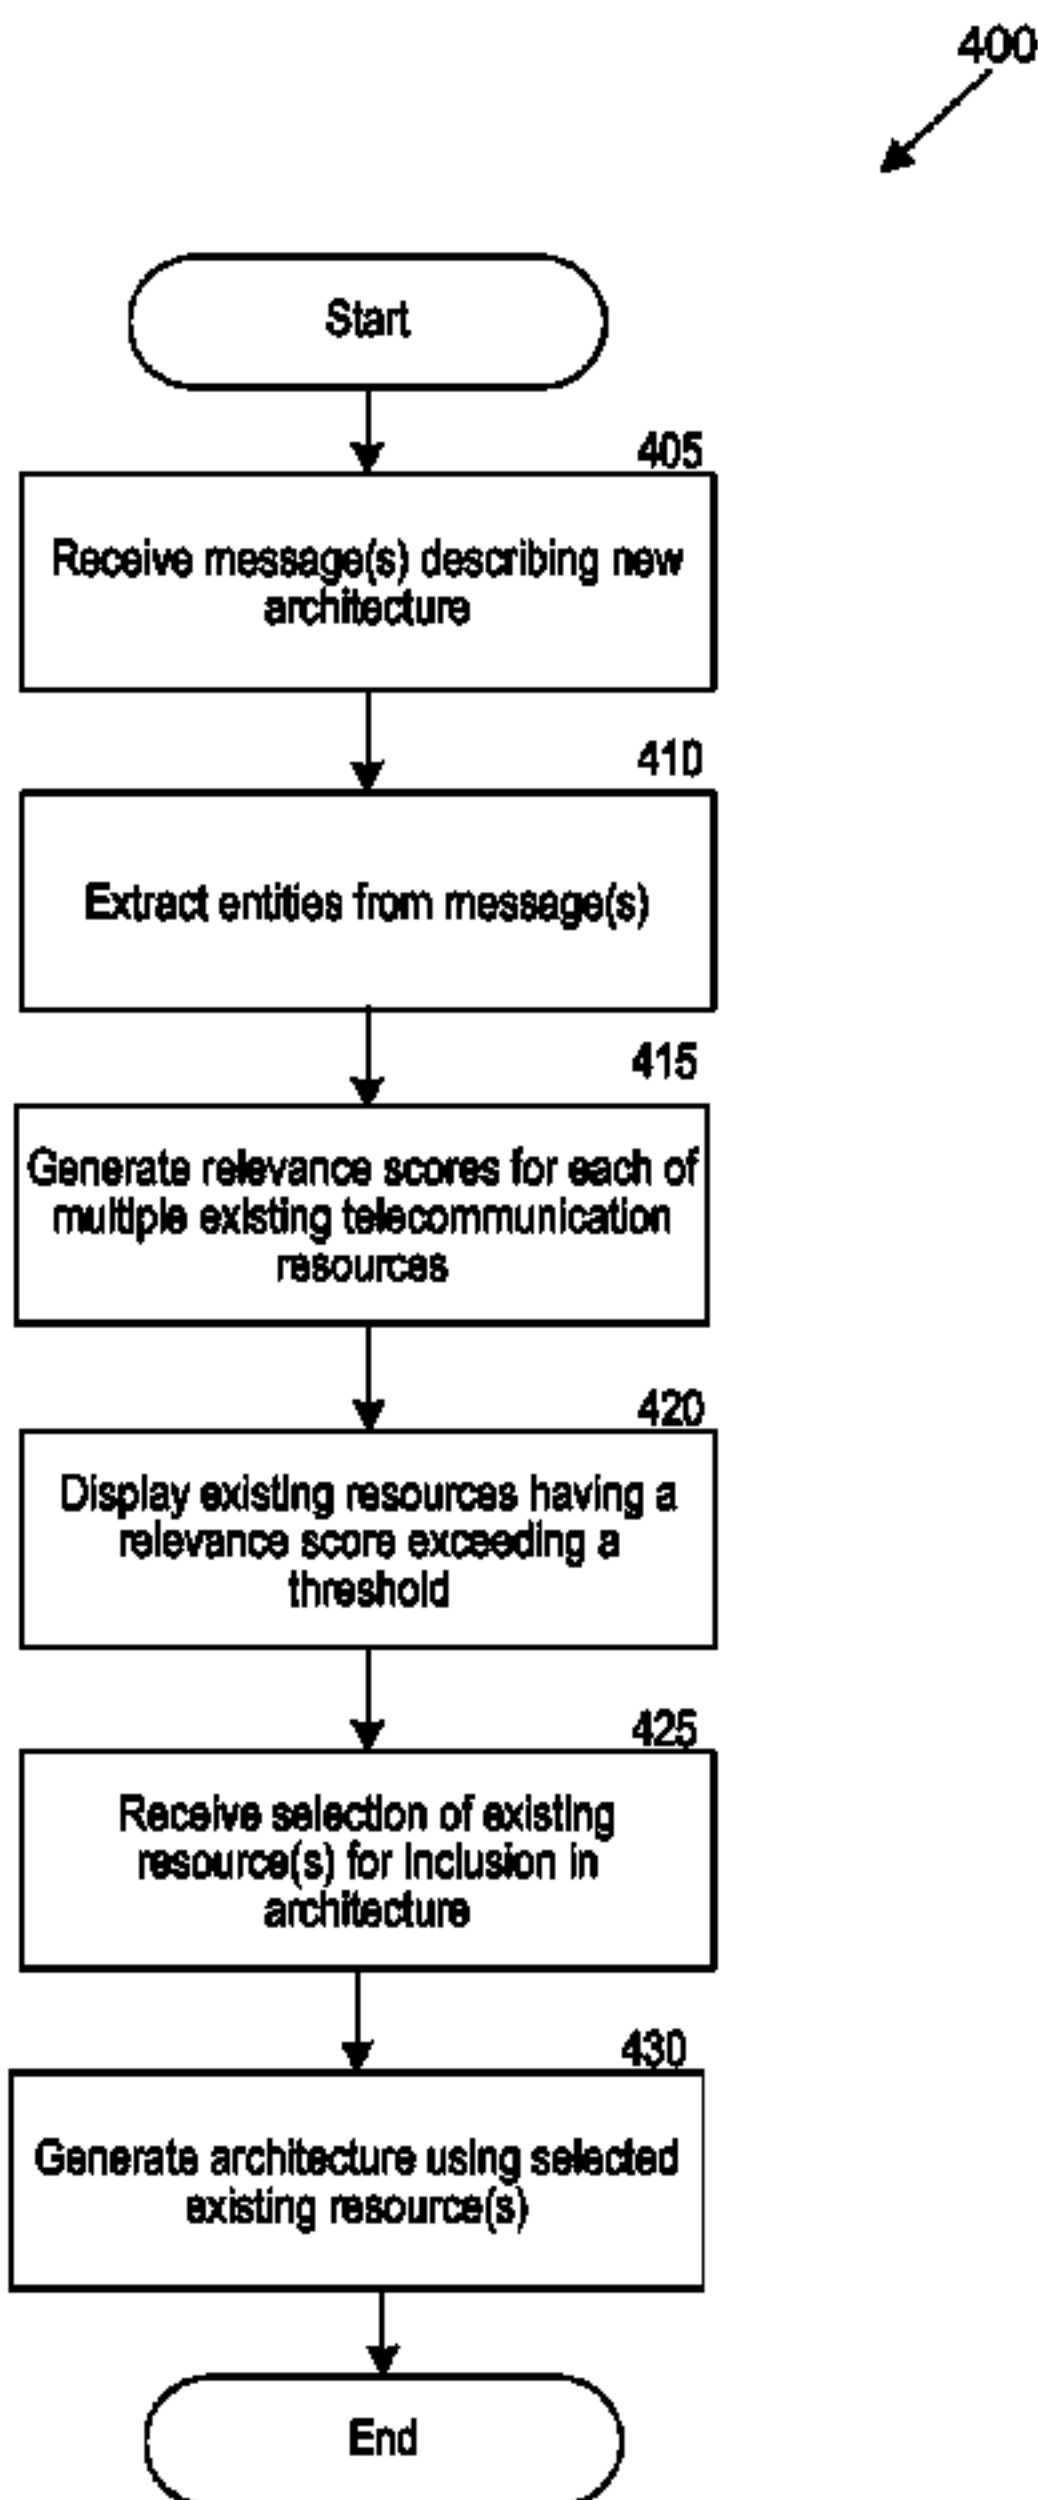 400
Start
405
Receive message(s) describing new
architecture
410
Extract entities from message(s)
415
Generate relevance scores for each of
multiple existing telecommunication
resources
420
Display existing resources having a
relevance score exceeding a
threshold
425
Receive selection of existing
resource(s) for inclusion in
architecture
430
Generate architecture using selected
existing resource(s)
End